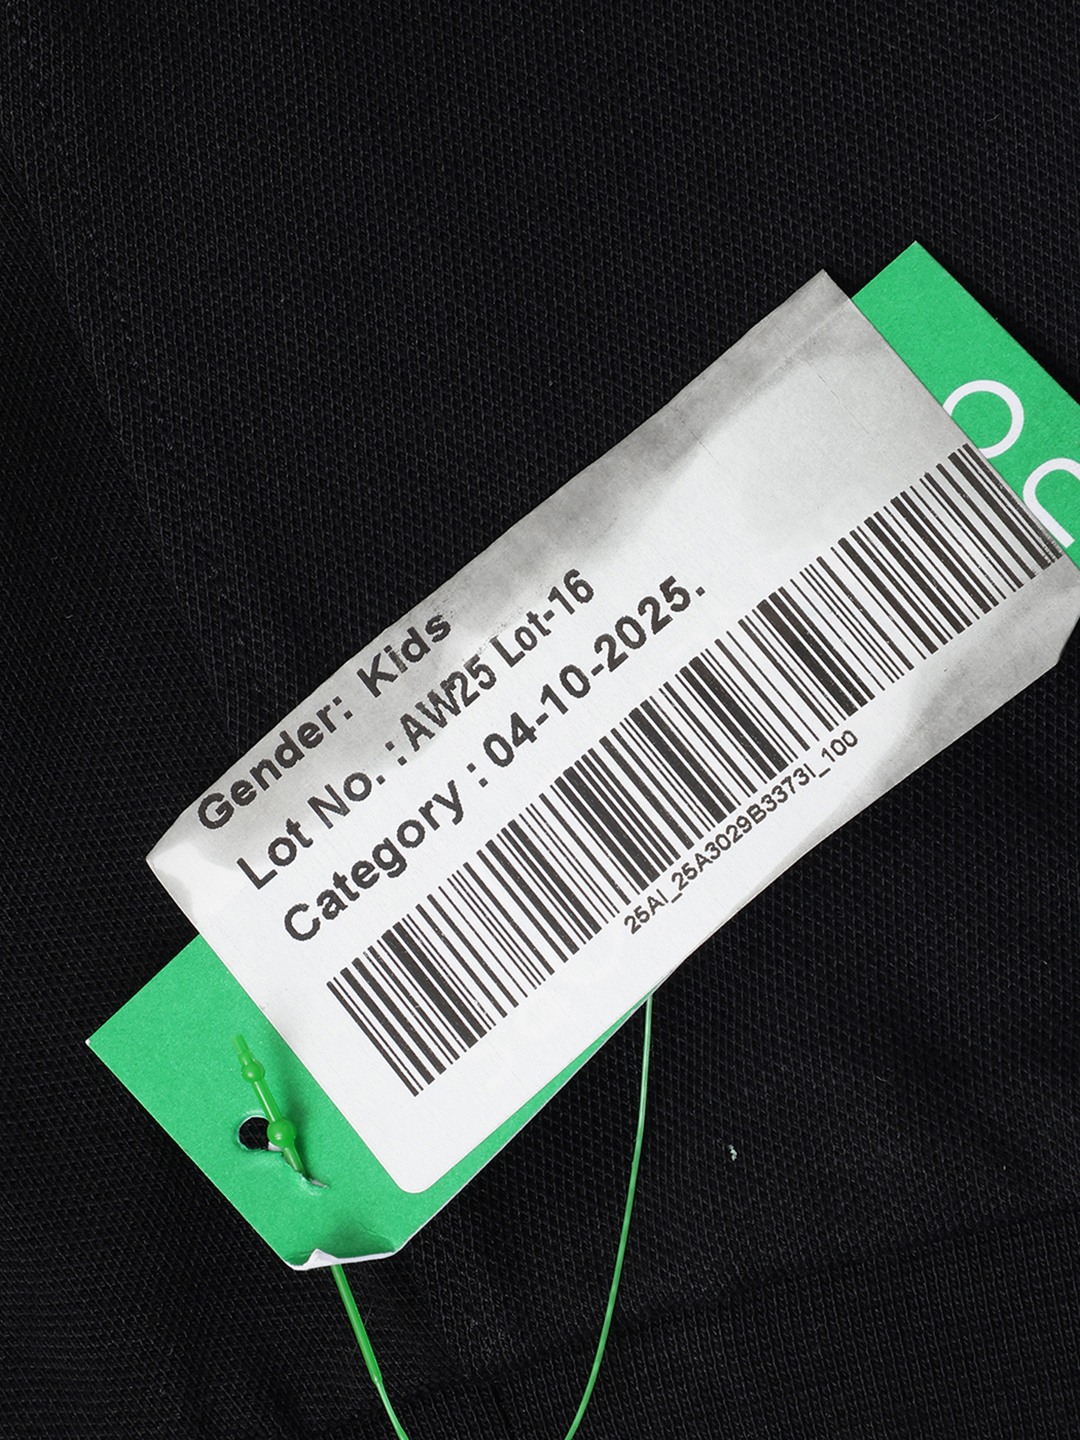 Gender: Kids
Lot No. : AW25 Lot-16
Category : 04-10-2025.
25AI_25A3029B3373I_100